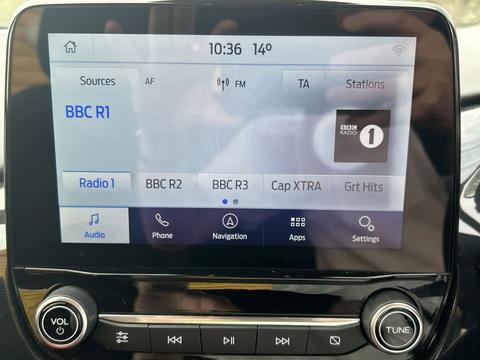 10:36 14º
Sources AF FM TA Stations
BBC R1
BBC
RADIO 1
Radio 1 BBC R2 BBC R3 Cap XTRA Grt Hits
Audio Phone Navigation Apps Settings
VOL TUNE